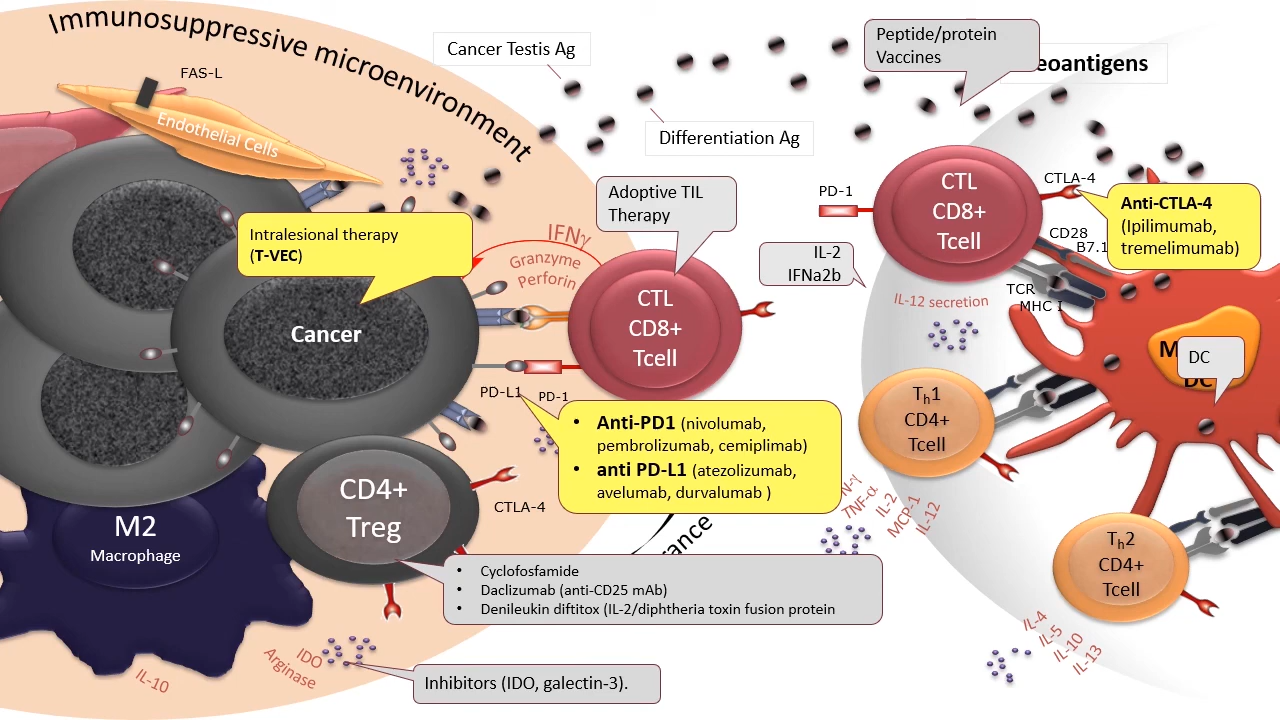 Immunosuppressive microenvironment
FAS-L
Endothelial Cells
Cancer Testis Ag
Differentiation Ag
Peptide/protein
Vaccines
eoantigens
Intralesional therapy
(T-VEC)
Adoptive TIL
Therapy
IFNγ
Granzyme
Perforin
Cancer
CTL
CD8+
Tcell
PD-L1
PD-1
PD-1
CTL
CD8+
Tcell
CTLA-4
Anti-CTLA-4
(Ipilimumab,
tremelimumab)
CD28
B7.1
IL-2
IFNa2b
TCR
MHC I
IL-12 secretion
M
DC
DC
Th1
CD4+
Tcell
• Anti-PD1 (nivolumab,
pembrolizumab, cemiplimab)
• anti PD-L1 (atezolizumab,
avelumab, durvalumab )
N-γ
TNF-α
IL-2
MCP-1
IL-12
CD4+
Treg
CTLA-4
M2
Macrophage
ance
• Cyclofosfamide
• Daclizumab (anti-CD25 mAb)
• Denileukin diftitox (IL-2/diphtheria toxin fusion protein
Th2
CD4+
Tcell
IL-4
IL-5
IL-10
IL-13
IDO
Arginase
IL-10
Inhibitors (IDO, galectin-3).